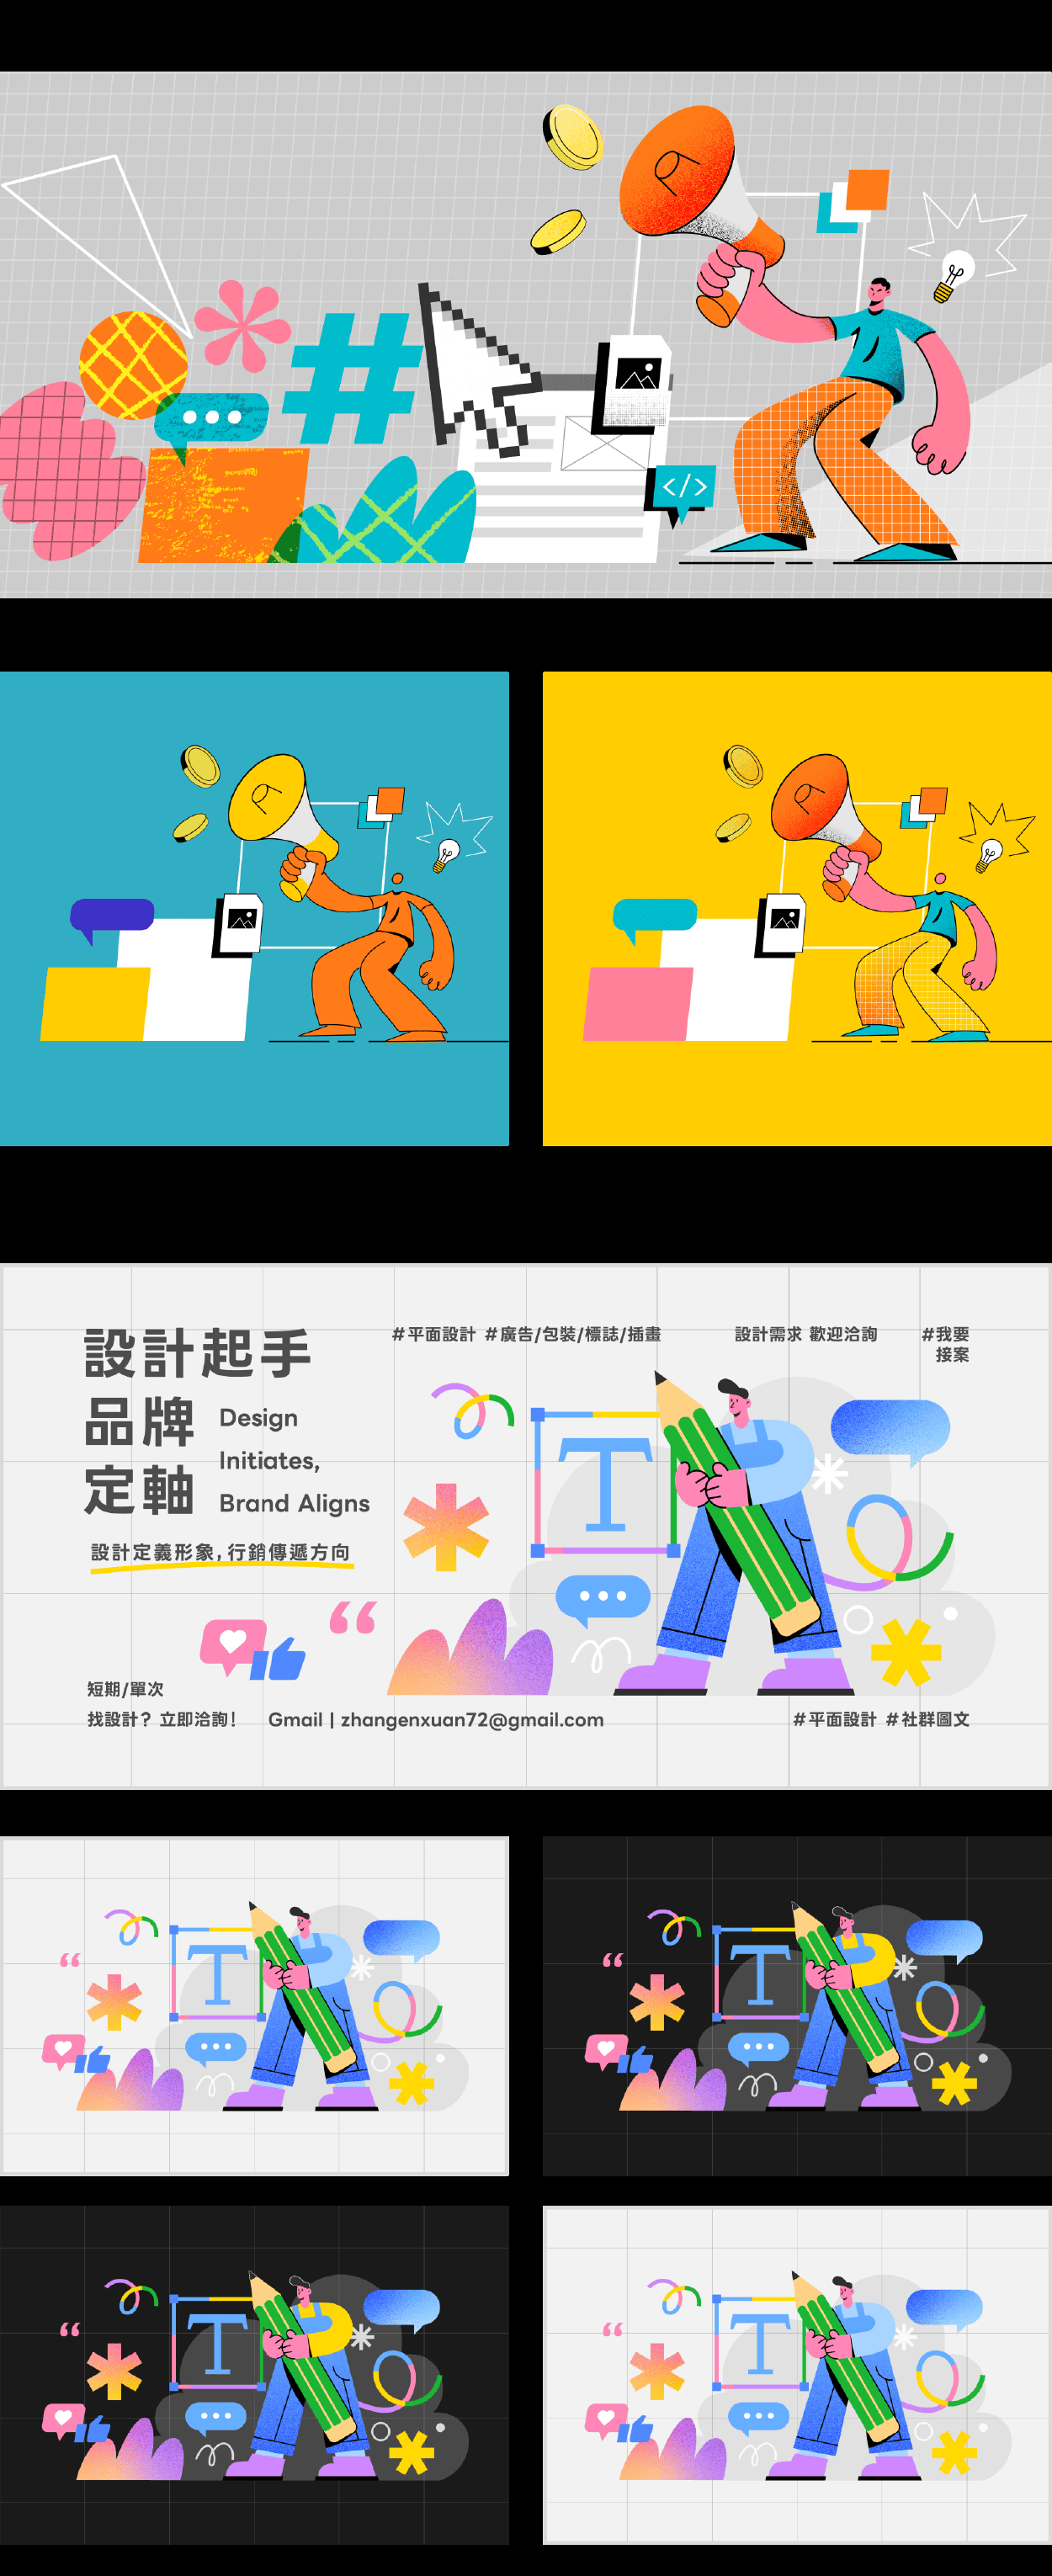 #
</>
設計起手
品牌
定軸
Design
Initiates,
Brand Aligns
設計定義形象,行銷傳遞方向
#平面設計 #廣告/包裝/標誌/插畫
設計需求 歡迎洽詢
#我要
接案
T
短期/單次
找設計? 立即洽詢!
Gmail | zhangenxuan72@gmail.com
#平面設計 #社群圖文
T
T
T
T